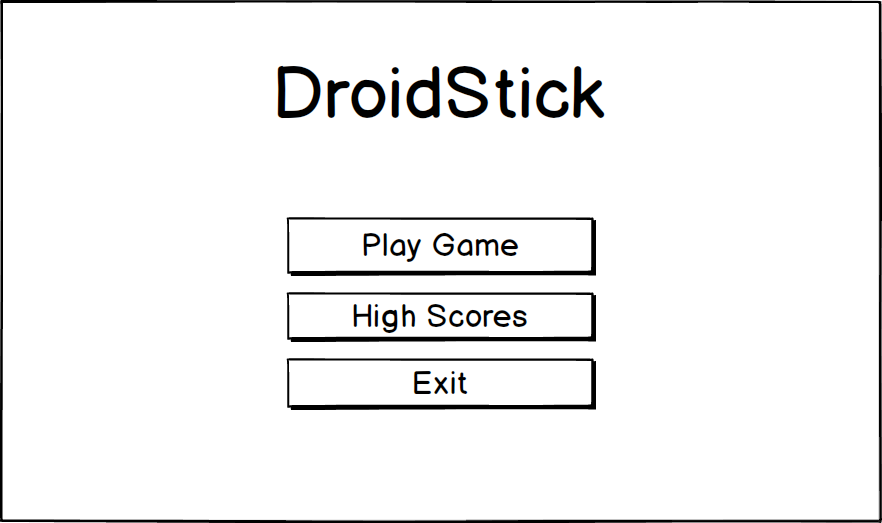 DroidStick
Play Game
High Scores
Exit